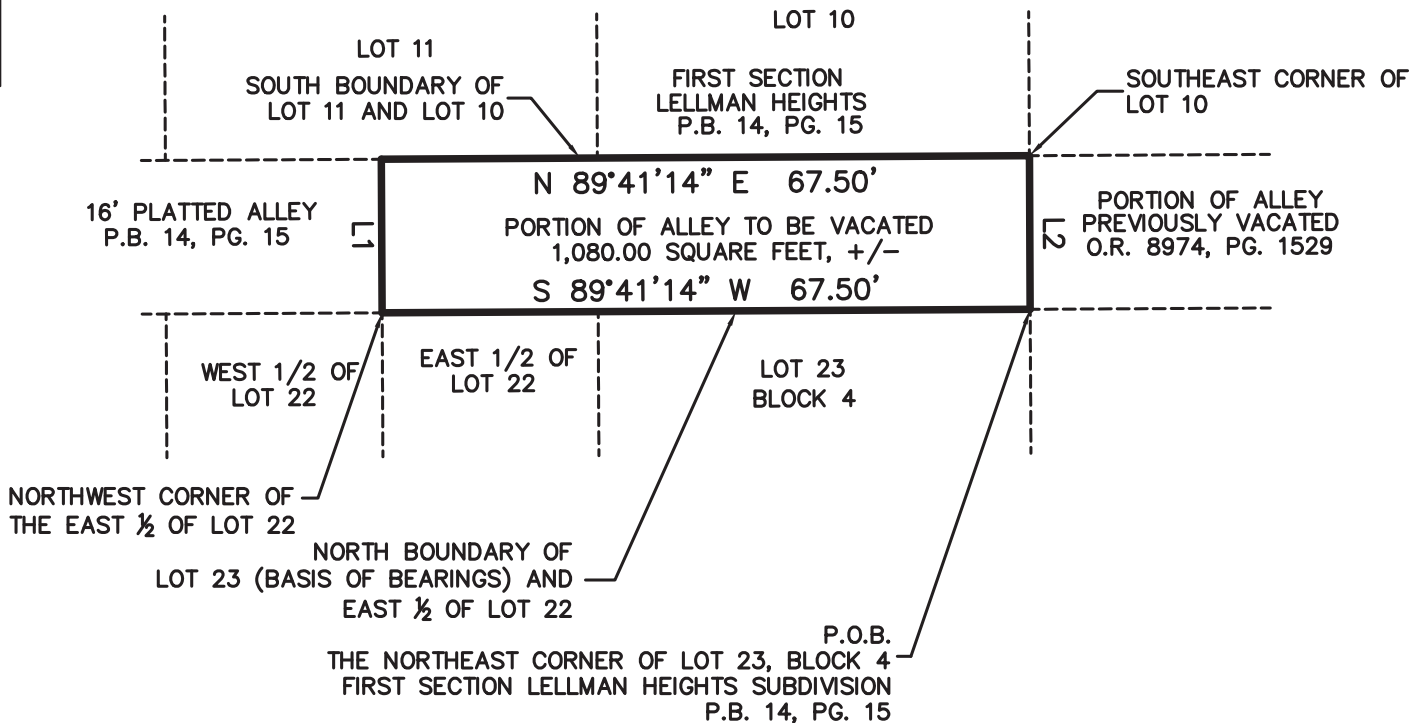 LOT 10
LOT 11
SOUTH BOUNDARY OF
LOT 11 AND LOT 10
FIRST SECTION
LELLMAN HEIGHTS
P.B. 14, PG. 15
SOUTHEAST CORNER OF
LOT 10
16' PLATTED ALLEY
P.B. 14, PG. 15
L1
N 89°41'14" E 67.50'
PORTION OF ALLEY TO BE VACATED
1,080.00 SQUARE FEET, +/-
S 89°41'14" W 67.50'
L2
PORTION OF ALLEY
PREVIOUSLY VACATED
O.R. 8974, PG. 1529
WEST 1/2 OF
LOT 22
EAST 1/2 OF
LOT 22
LOT 23
BLOCK 4
NORTHWEST CORNER OF
THE EAST ½ OF LOT 22
NORTH BOUNDARY OF
LOT 23 (BASIS OF BEARINGS) AND
EAST ½ OF LOT 22
P.O.B.
THE NORTHEAST CORNER OF LOT 23, BLOCK 4
FIRST SECTION LELLMAN HEIGHTS SUBDIVISION
P.B. 14, PG. 15